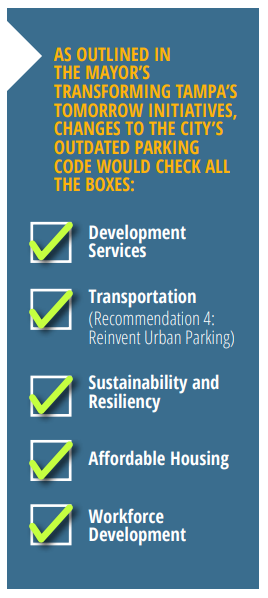 AS OUTLINED IN
THE MAYOR'S
TRANSFORMING TAMPA'S
TOMORROW INITIATIVES,
CHANGES TO THE CITY'S
OUTDATED PARKING
CODE WOULD CHECK ALL
THE BOXES:
Development
Services
Transportation
(Recommendation 4:
Reinvent Urban Parking)
Sustainability and
Resiliency
Affordable Housing
Workforce
Development